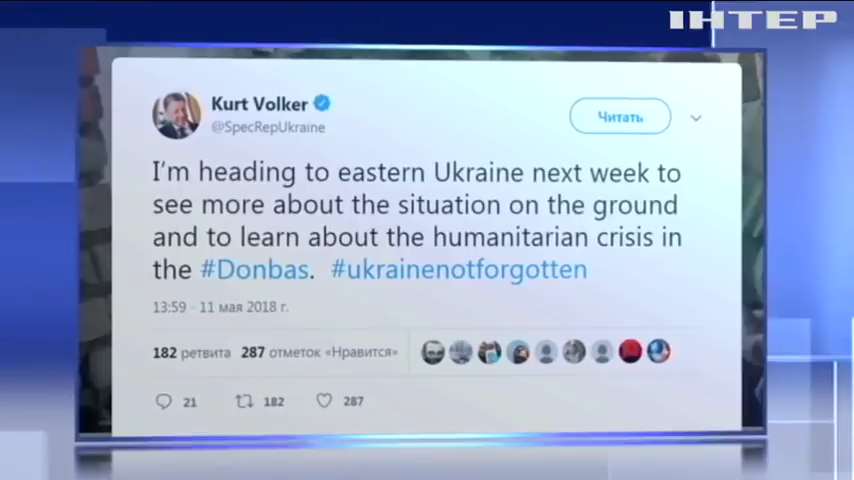 ІНТЕР
Kurt Volker
@SpecRepUkraine
Читать
I'm heading to eastern Ukraine next week to
see more about the situation on the ground
and to learn about the humanitarian crisis in
the #Donbas. #ukrainenotforgotten
13:59 - 11 мая 2018 г.
182 ретвита 287 отметок «Нравится»
21 182 287